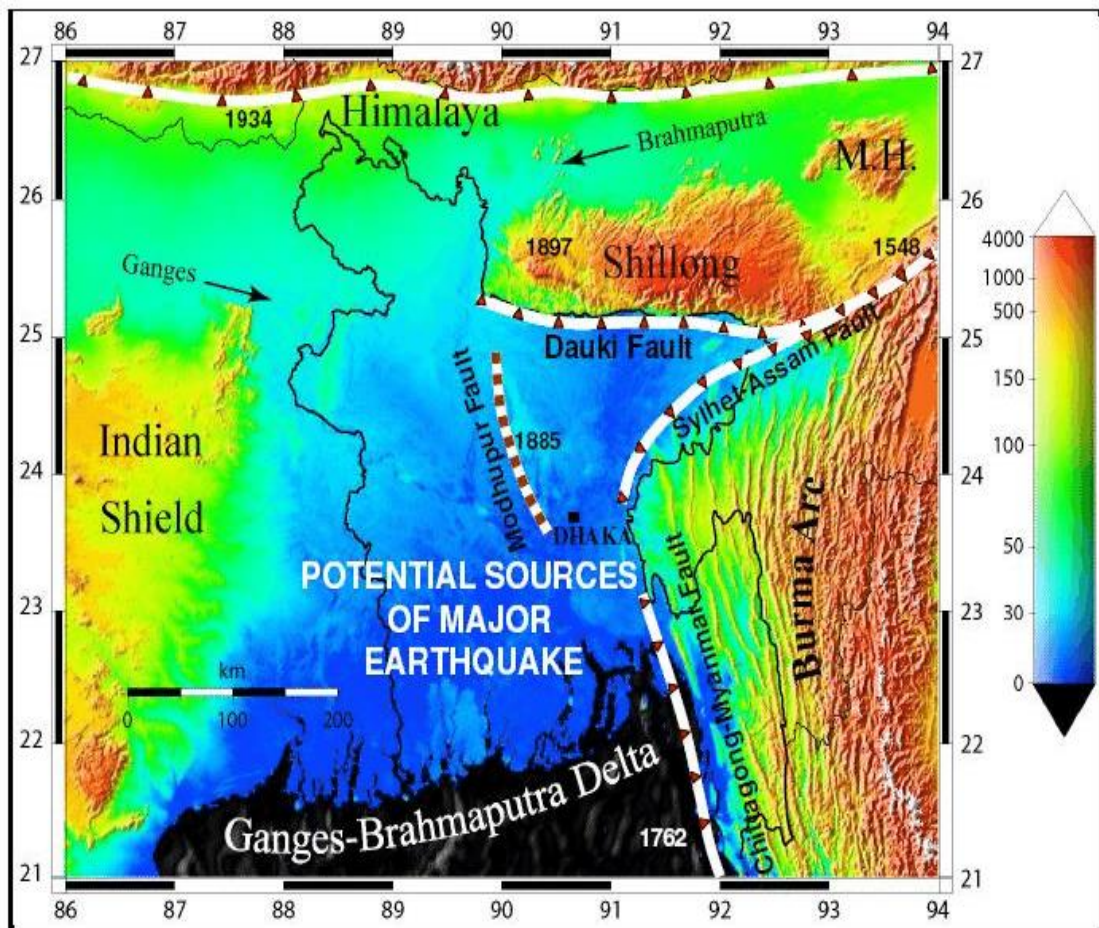 86 87 88 89 90 91 92 93 94
27
27
1934
Himalaya
Brahmaputra
M.H.
26
26
1897
Shillong
1548
4000
1000
500
150
100
50
30
0
Ganges
25
25
Dauki Fault
Sylhet-Assam Fault
Modhupur Fault
1885
Indian
Shield
24
24
DHAKA
Burma Arc
POTENTIAL SOURCES
OF MAJOR
EARTHQUAKE
Chittagong-Myanmak Fault
23
23
km
0 100 200
22
22
Ganges-Brahmaputra Delta
1762
21
21
86 87 88 89 90 91 92 93 94